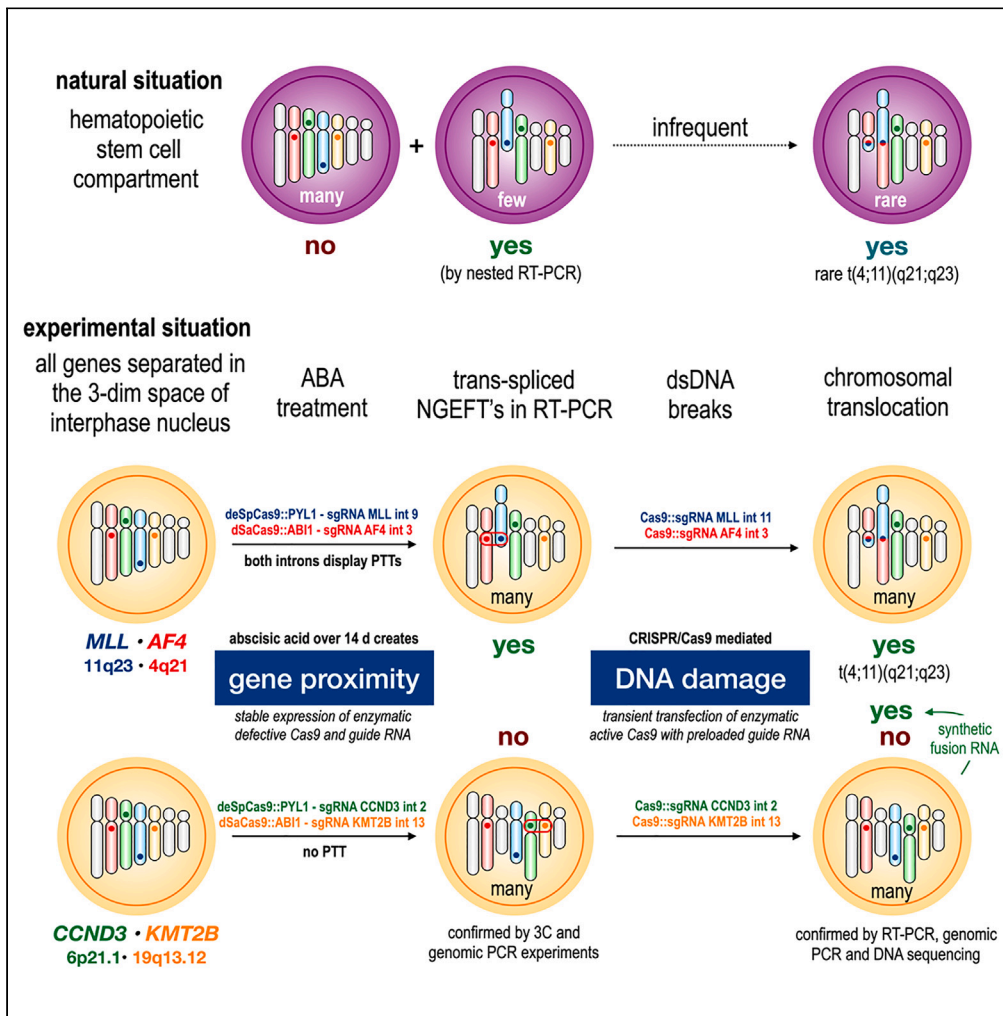 natural situation
hematopoietic
stem cell
compartment
many
+
few
infrequent
rare
no
yes
(by nested RT-PCR)
yes
rare t(4;11)(q21;q23)
experimental situation
all genes separated in
the 3-dim space of
interphase nucleus
ABA
treatment
trans-spliced
NGEFT's in RT-PCR
dsDNA
breaks
chromosomal
translocation
deSpCas9::PYL1 - sgRNA MLL int 9
dSaCas9::ABI1 - sgRNA AF4 int 3
both introns display PTTs
many
Cas9::sgRNA MLL int 11
Cas9::sgRNA AF4 int 3
many
MLL · AF4
11q23 · 4q21
abscisic acid over 14 d creates
gene proximity
stable expression of enzymatic
defective Cas9 and guide RNA
yes
CRISPR/Cas9 mediated
DNA damage
transient transfection of enzymatic
active Cas9 with preloaded guide RNA
yes
t(4;11)(q21;q23)
no
yes
no
synthetic
fusion RNA
deSpCas9::PYL1 - sgRNA CCND3 int 2
dSaCas9::ABI1 - sgRNA KMT2B int 13
no PTT
many
Cas9::sgRNA CCND3 int 2
Cas9::sgRNA KMT2B int 13
many
CCND3 · KMT2B
6p21.1 · 19q13.12
confirmed by 3C and
genomic PCR experiments
confirmed by RT-PCR, genomic
PCR and DNA sequencing